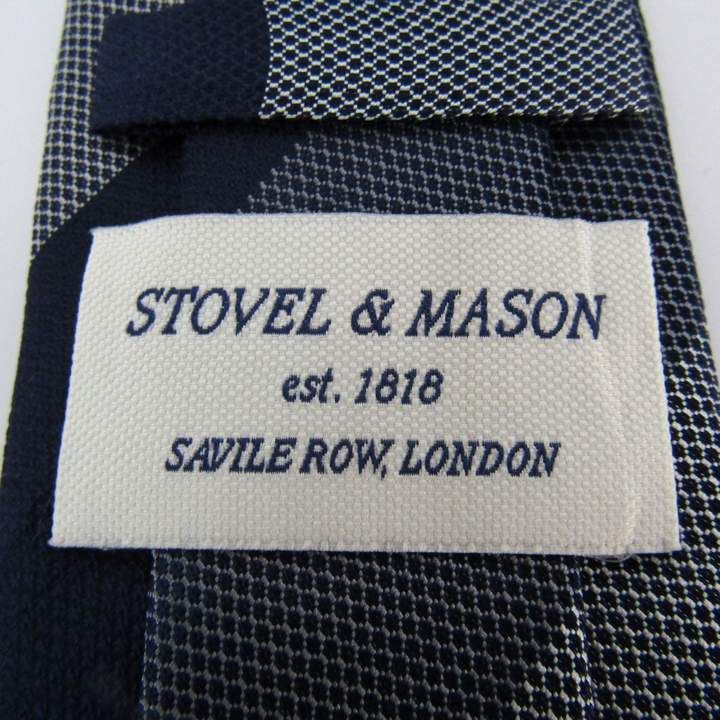 STOVEL & MASON
est. 1818
SAVILE ROW, LONDON